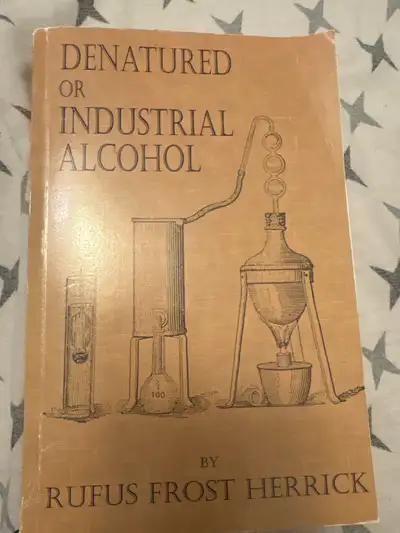 DENATURED
OR
INDUSTRIAL
ALCOHOL
100
BY
RUFUS FROST HERRICK